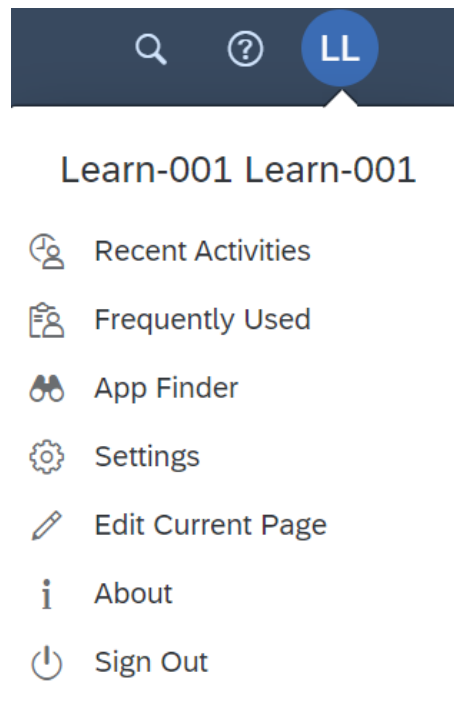 LL
Learn-001 Learn-001
Recent Activities
Frequently Used
App Finder
Settings
Edit Current Page
About
Sign Out